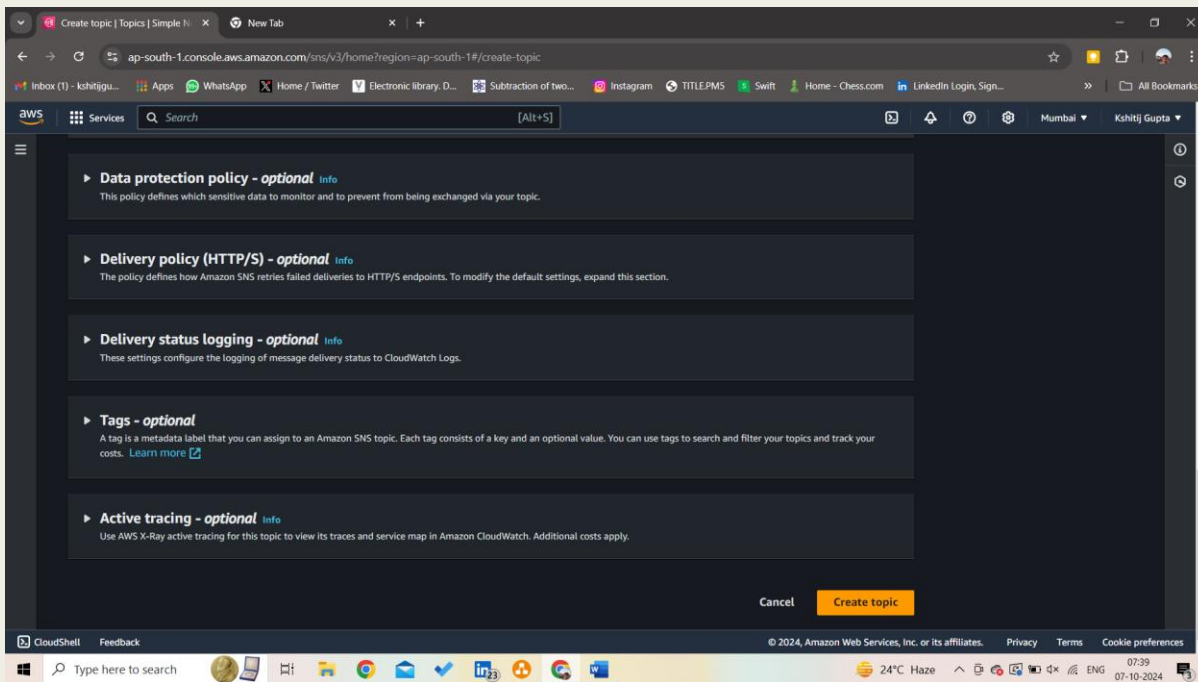 Create topic | Topics | Simple N
New Tab
ap-south-1.console.aws.amazon.com/sns/v3/home?region=ap-south-1#/create-topic
Inbox (1) - kshitijgu...
Apps
WhatsApp
Home / Twitter
Electronic library. D...
Subtraction of two...
Instagram
TITLE.PM5
Swift
Home - Chess.com
LinkedIn Login, Sign...
»
All Bookmarks
aws
Services
Search
[Alt+S]
Mumbai
Kshitij Gupta
Data protection policy - optional Info
This policy defines which sensitive data to monitor and to prevent from being exchanged via your topic.
Delivery policy (HTTP/S) - optional Info
The policy defines how Amazon SNS retries failed deliveries to HTTP/S endpoints. To modify the default settings, expand this section.
Delivery status logging - optional Info
These settings configure the logging of message delivery status to CloudWatch Logs.
Tags - optional
A tag is a metadata label that you can assign to an Amazon SNS topic. Each tag consists of a key and an optional value. You can use tags to search and filter your topics and track your
costs. Learn more
Active tracing - optional Info
Use AWS X-Ray active tracing for this topic to view its traces and service map in Amazon CloudWatch. Additional costs apply.
Cancel
Create topic
CloudShell
Feedback
© 2024, Amazon Web Services, Inc. or its affiliates.
Privacy
Terms
Cookie preferences
Type here to search
24°C Haze
ENG
07:39
07-10-2024